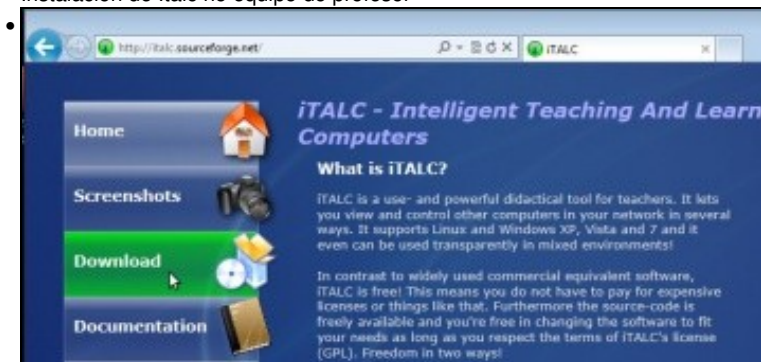 Instalación do italc no equipo do profesor
http://italc.sourceforge.net/
iTALC
iTALC - Intelligent Teaching And Learn
Computers
Home
What is iTALC?
Screenshots
iTALC is a use- and powerful didactical tool for teachers. It lets
you view and control other computers in your network in several
ways. It supports Linux and Windows XP, Vista and 7 and it
even can be used transparently in mixed environments!
Download
In contrast to widely used commercial equivalent software,
iTALC is free! This means you do not have to pay for expensive
licenses or things like that. Furthermore the source-code is
freely available and you're free in changing the software to fit
your needs as long as you respect the terms of iTALC's license
(GPL). Freedom in two ways!
Documentation